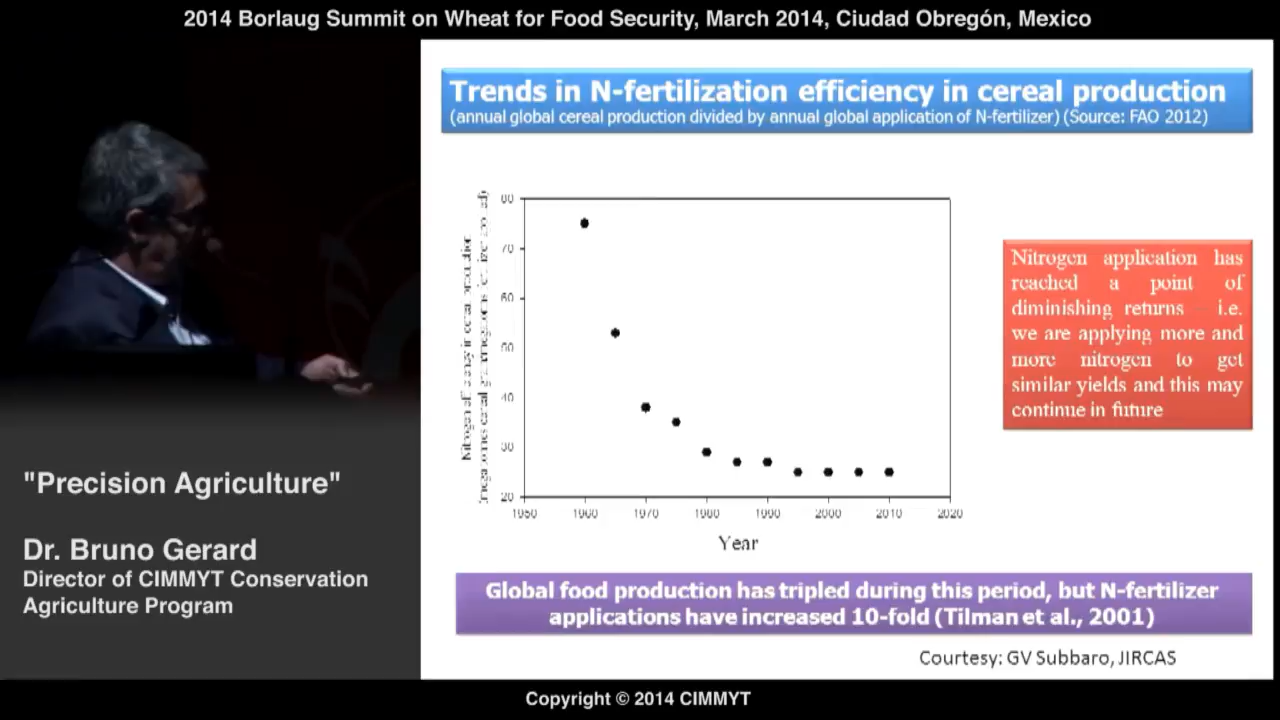 2014 Borlaug Summit on Wheat for Food Security, March 2014, Ciudad Obregón, Mexico
Trends in N-fertilization efficiency in cereal production
(annual global cereal production divided by annual global application of N-fertilizer) (Source: FAO 2012)
80
70
60
50
40
30
20
1950 1960 1970 1980 1990 2000 2010 2020
Year
Nitrogen application has
reached a point of
diminishing returns i.e.
we are applying more and
more nitrogen to get
similar yields and this may
continue in future
"Precision Agriculture"
Dr. Bruno Gerard
Director of CIMMYT Conservation
Agriculture Program
Global food production has tripled during this period, but N-fertilizer
applications have increased 10-fold (Tilman et al., 2001)
Courtesy: GV Subbaro, JIRCAS
Copyright © 2014 CIMMYT